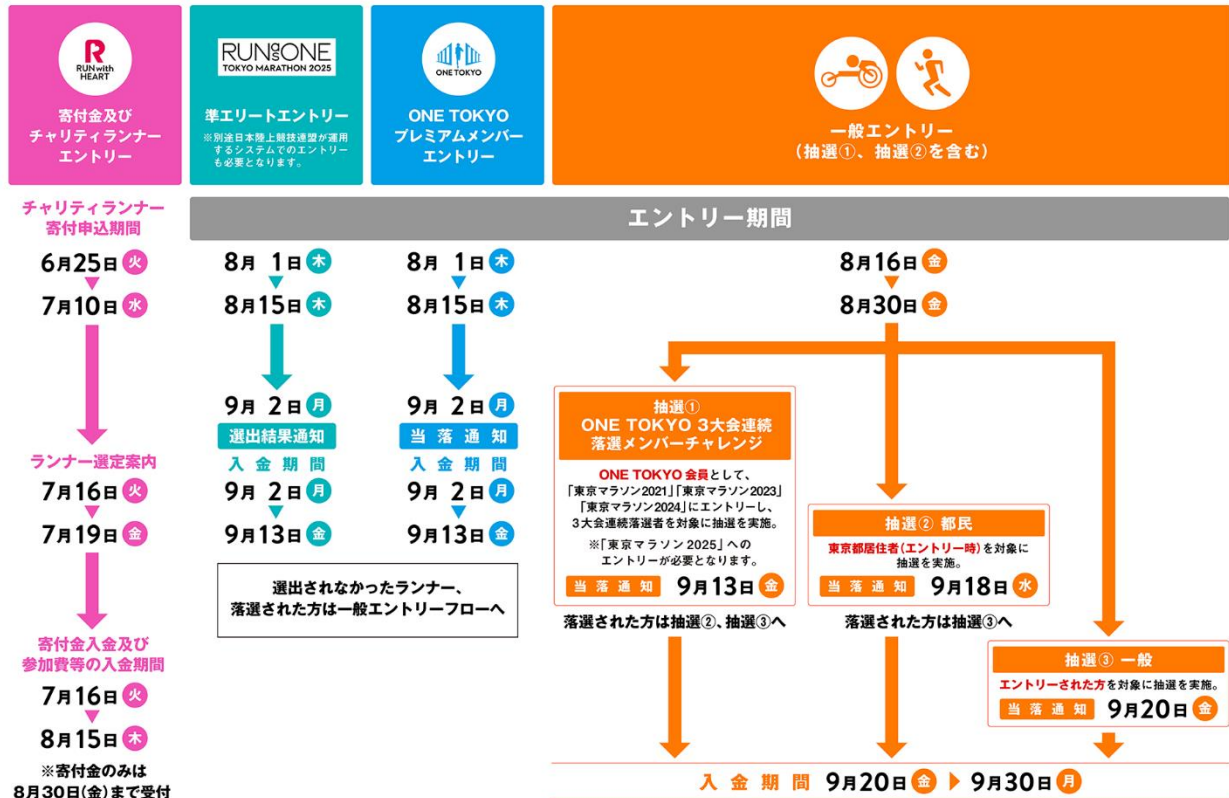 RUN with
HEART
寄付金及び
チャリティランナー
エントリー
チャリティランナー
寄付申込期間
6月25日 火
7月10日 水
ランナー選定案内
7月16日 火
7月19日 金
寄付金入金及び
参加費等の入金期間
7月16日 火
8月15日 木
※寄付金のみは
8月30日(金)まで受付
RUN as ONE
TOKYO MARATHON 2025
準エリートエントリー
※別途日本陸上競技連盟が運用
するシステムでのエントリー
も必要となります。
ONE TOKYO
ONE TOKYO
プレミアムメンバー
エントリー
一般エントリー
(抽選①、抽選②を含む)
エントリー期間
8月 1日 木
8月15日 木
9月 2日 月
選出結果通知
入金期間
9月 2日 月
9月13日 金
8月 1日 木
8月15日 木
9月 2日 月
当落通知
入金期間
9月 2日 月
9月13日 金
選出されなかったランナー、
落選された方は一般エントリーフローへ
8月16日 金
8月30日 金
抽選①
ONE TOKYO 3大会連続
落選メンバーチャレンジ
ONE TOKYO 会員として、
「東京マラソン2021」「東京マラソン2023」
「東京マラソン2024」にエントリーし、
3大会連続落選者を対象に抽選を実施。
※「東京マラソン2025」への
エントリーが必要となります。
当落通知 9月13日 金
落選された方は抽選②、抽選③へ
抽選② 都民
東京都居住者(エントリー時)を対象に
抽選を実施。
当落通知 9月18日 水
落選された方は抽選③へ
抽選③ 一般
エントリーされた方を対象に抽選を実施。
当落通知 9月20日 金
入金期間 9月20日 金 ▶ 9月30日 月